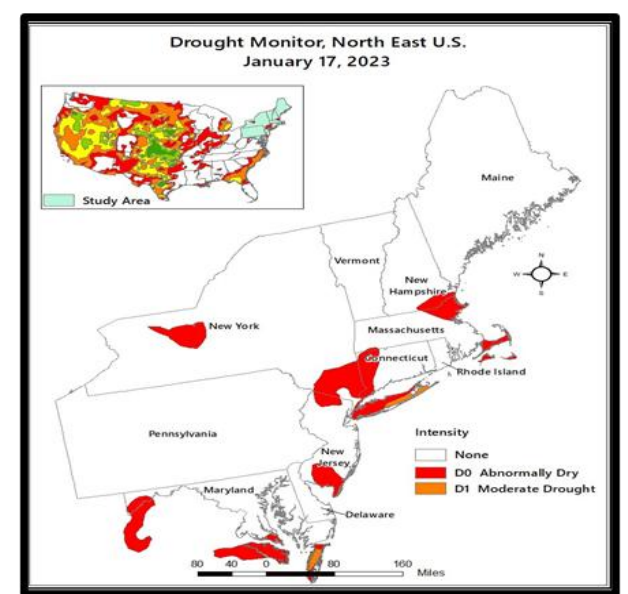 Drought Monitor, North East U.S.
January 17, 2023
Study Area
Maine
Vermont
New
Hampshire
New York
Massachusetts
Connecticut
Rhode Island
Pennsylvania
New
Jersey
Maryland
Delaware
N
W E
S
Intensity
None
D0 Abnormally Dry
D1 Moderate Drought
80 40 0 80 160
Miles